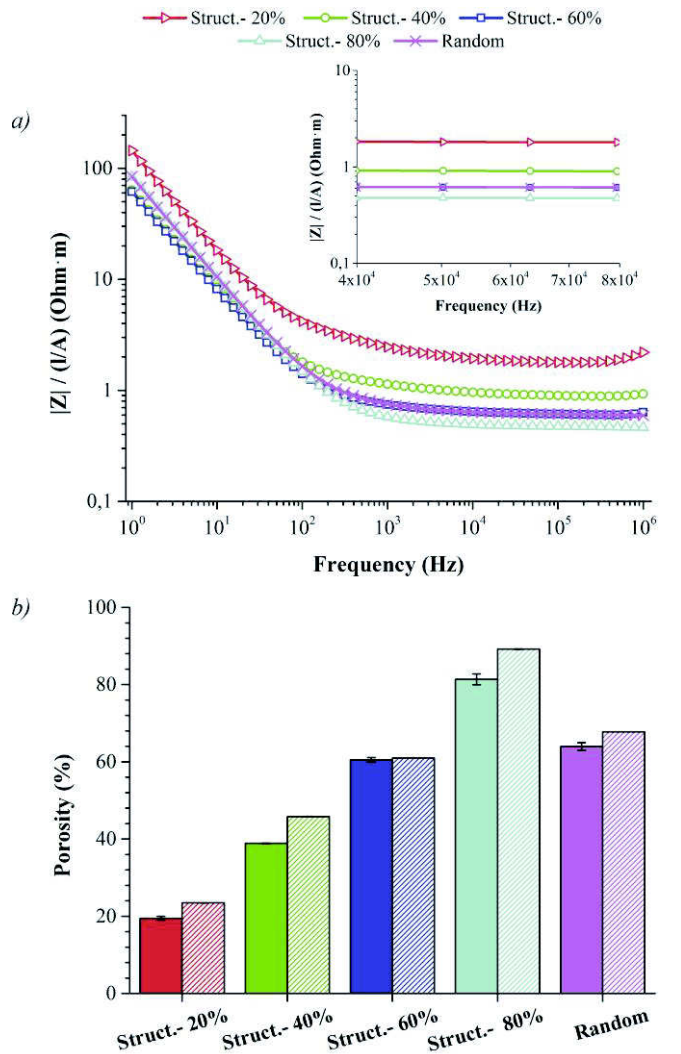 Struct.- 20% Struct.- 40% Struct.- 60%
Struct.- 80% Random
a)
|Z| / (l/A) (Ohm·m)
100
10
1
0,1
10⁰ 10¹ 10² 10³ 10⁴ 10⁵ 10⁶
Frequency (Hz)
|Z| / (l/A) (Ohm·m)
10
1
0,1
4x10⁴ 5x10⁴ 6x10⁴ 7x10⁴ 8x10⁴
Frequency (Hz)
b)
Porosity (%)
100
80
60
40
20
0
Struct.- 20% Struct.- 40% Struct.- 60% Struct.- 80% Random